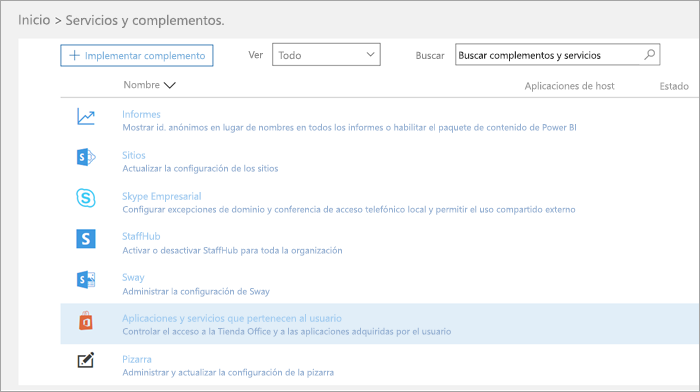 Inicio > Servicios y complementos.
+ Implementar complemento Ver Todo Buscar Buscar complementos y servicios
Nombre Aplicaciones de host Estado
Informes
Mostrar id. anónimos en lugar de nombres en todos los informes o habilitar el paquete de contenido de Power BI
Sitios
Actualizar la configuración de los sitios
Skype Empresarial
Configurar excepciones de dominio y conferencia de acceso telefónico local y permitir el uso compartido externo
StaffHub
Activar o desactivar StaffHub para toda la organización
Sway
Administrar la configuración de Sway
Aplicaciones y servicios que pertenecen al usuario
Controlar el acceso a la Tienda Office y a las aplicaciones adquiridas por el usuario
Pizarra
Administrar y actualizar la configuración de la pizarra